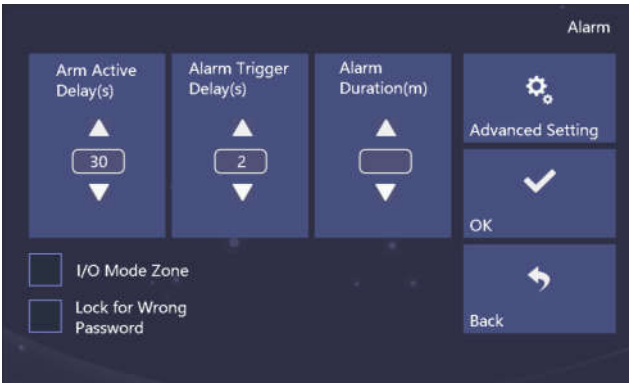 Alarm
Arm Active
Delay(s)
30
Alarm Trigger
Delay(s)
2
Alarm
Duration(m)
Advanced Setting
OK
Back
I/O Mode Zone
Lock for Wrong
Password